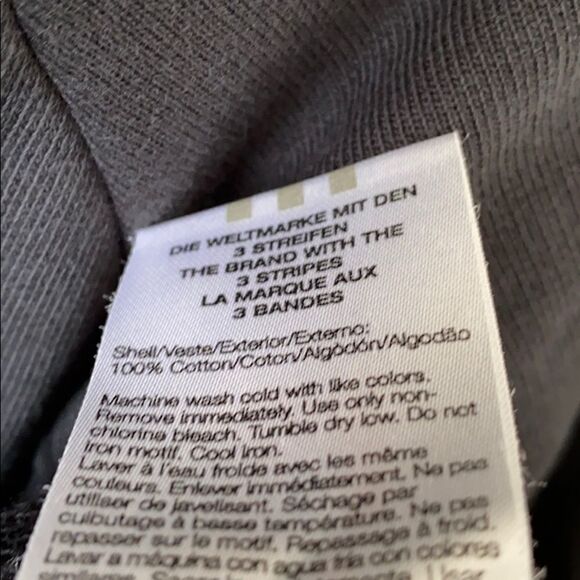 DIE WELTMARKE MIT DEN
3 STREIFEN
THE BRAND WITH THE
3 STRIPES
LA MARQUE AUX
3 BANDES
Shell/Veste/Exterior/Externo:
100% Cotton/Coton/Algódón/Algodão
Machine wash cold with like colors.
Remove immediately. Use only non-
chlorine bleach. Tumble dry low. Do not
iron motif. Cool iron.
Laver à l'eau froide avec les même
couleurs. Enlever immédiatement. Ne pas
utiliser de javellisant. Séchage par
culbutage à basse température. Ne pas
repasser sur le motif. Repassage à froid.
Lavar a máquina con agua fria con colores
similares.